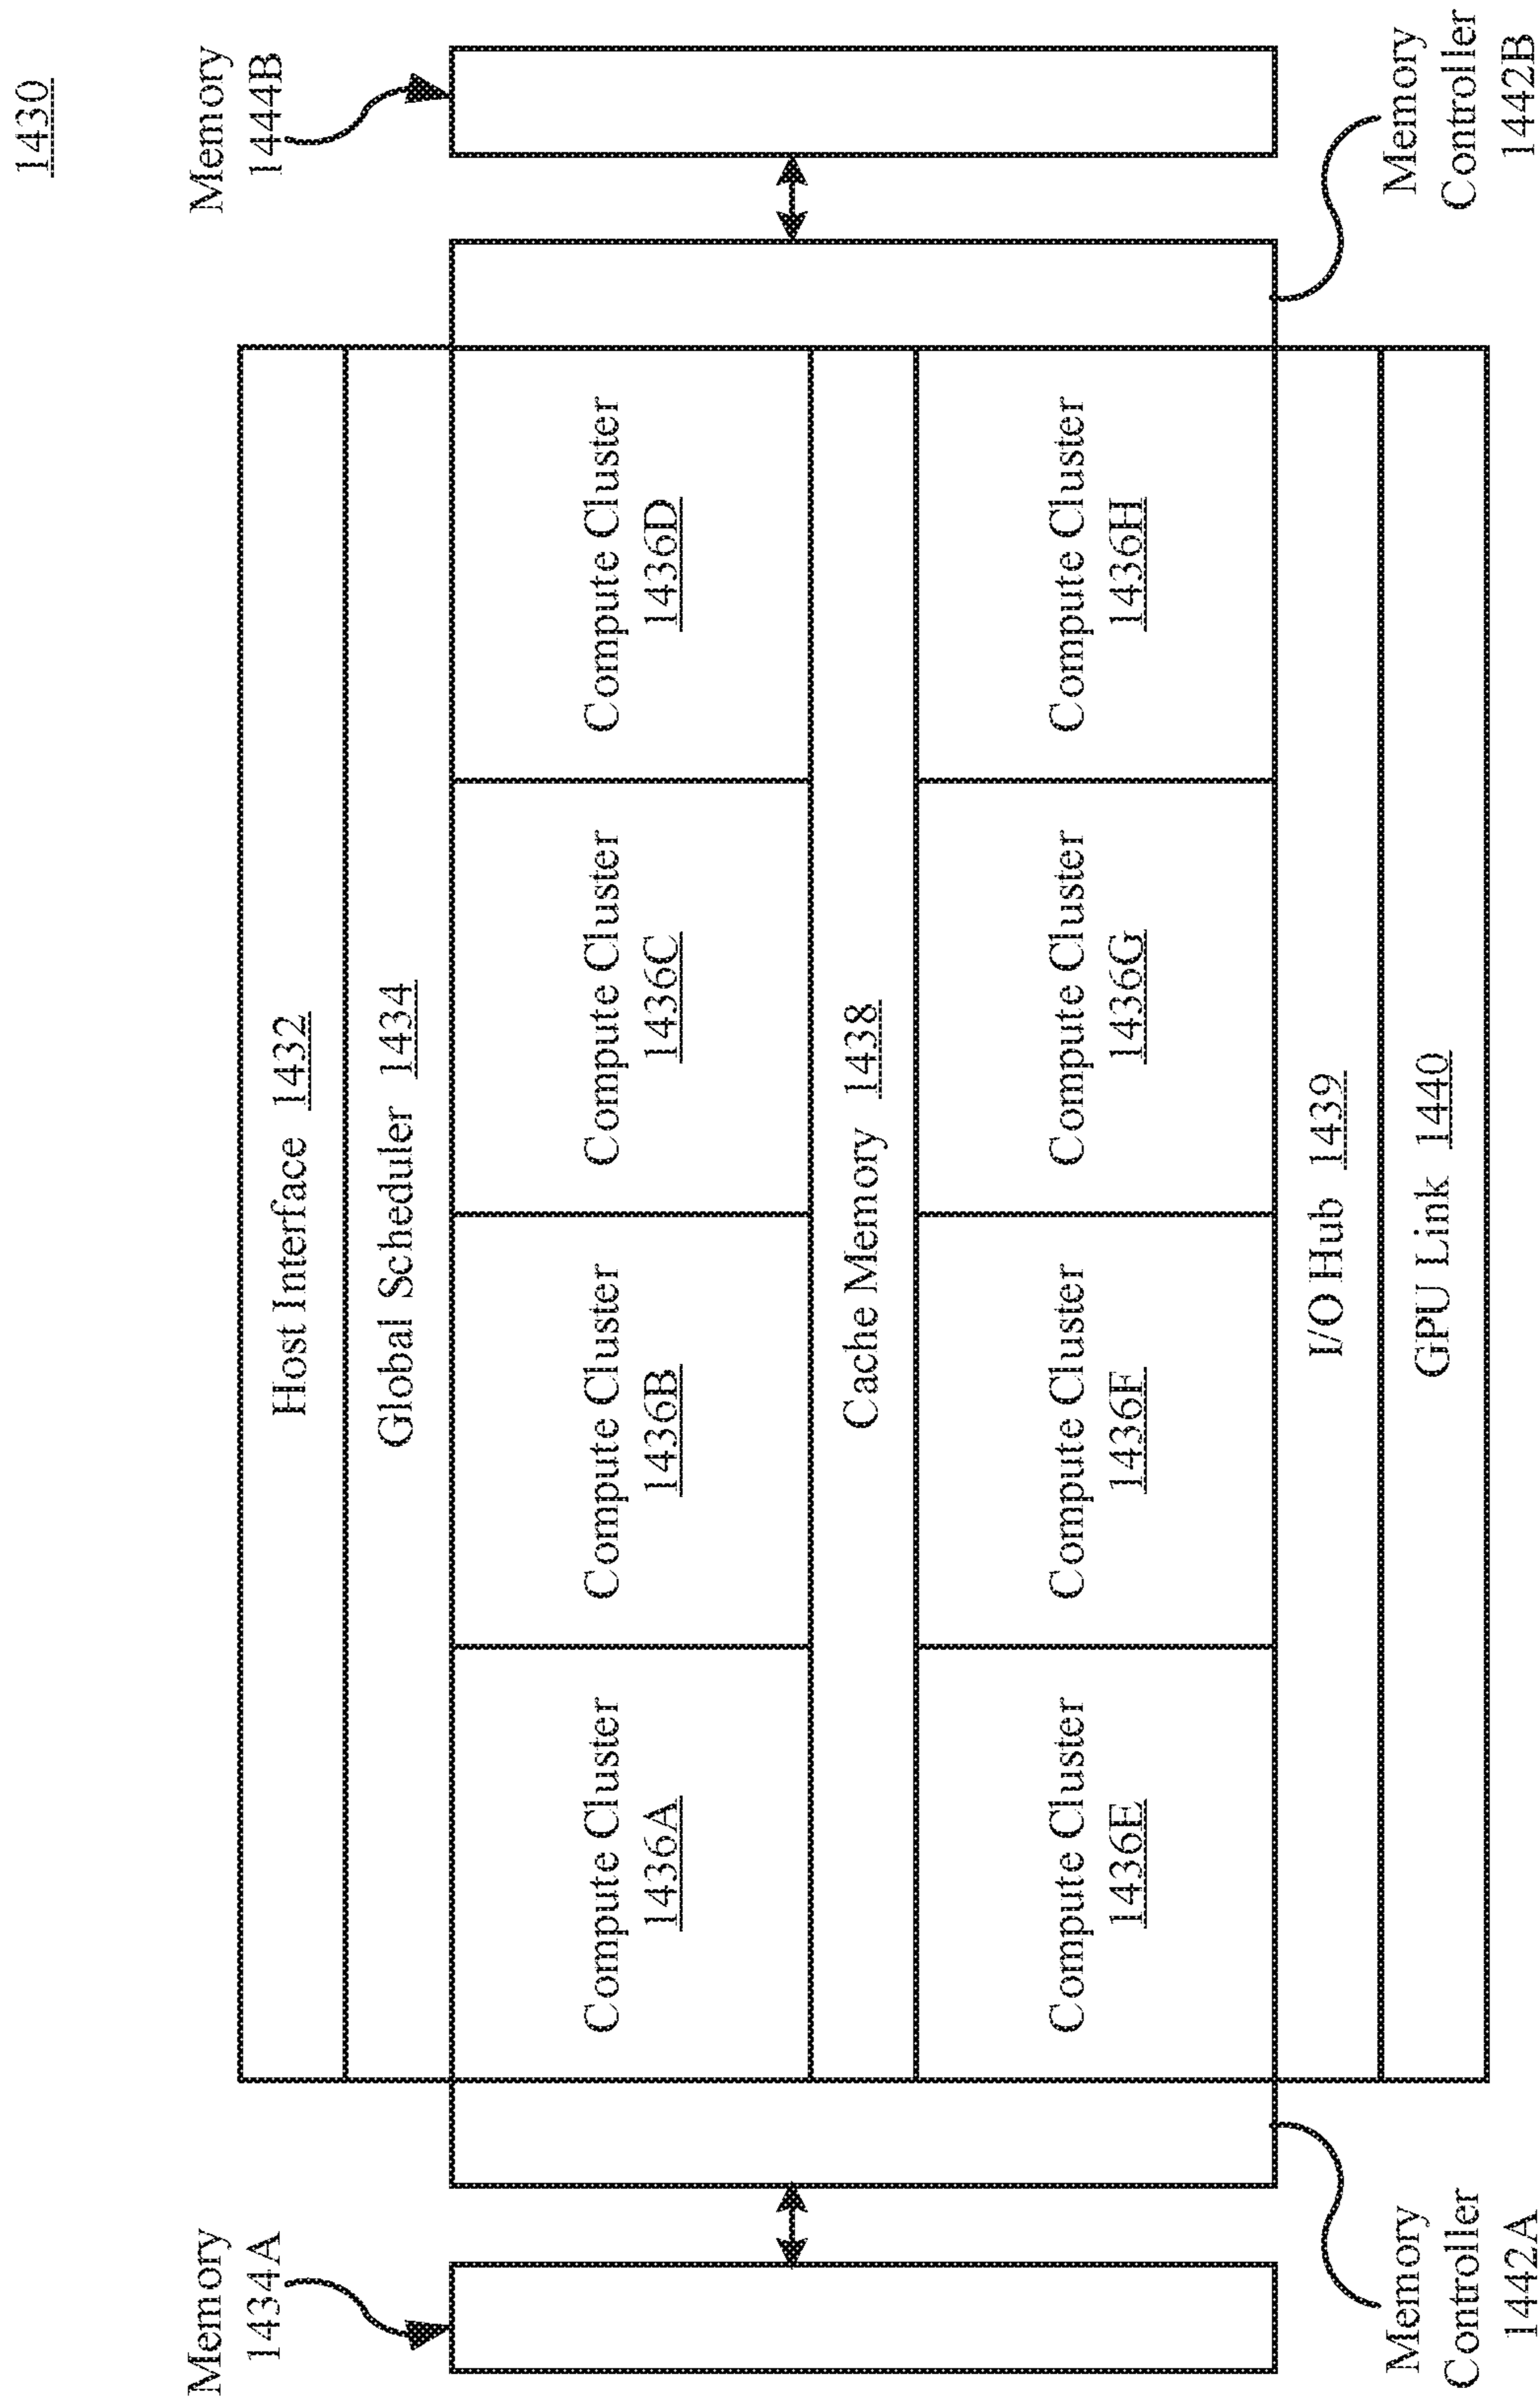 1430
Memory
1434A
Memory
1444B
Host Interface 1432
Global Scheduler 1434
Compute Cluster
1436A
Compute Cluster
1436B
Compute Cluster
1436C
Compute Cluster
1436D
Cache Memory 1438
Compute Cluster
1436E
Compute Cluster
1436F
Compute Cluster
1436G
Compute Cluster
1436H
I/O Hub 1439
GPU Link 1440
Memory
Controller
1442A
Memory
Controller
1442B